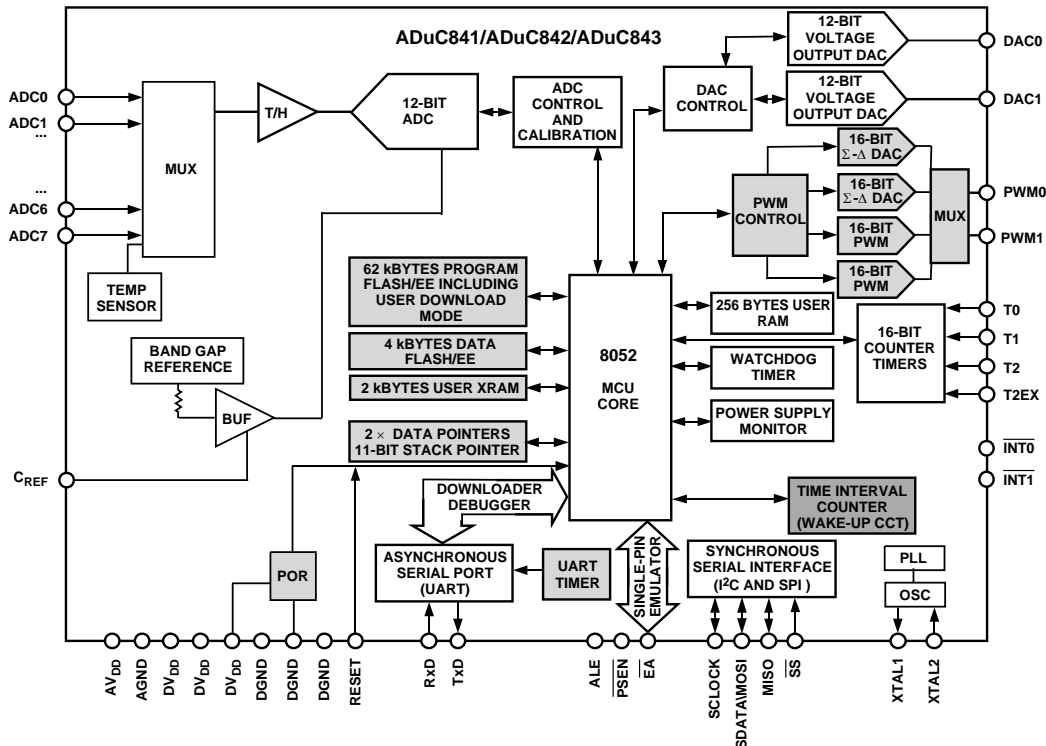 ADuC841/ADuC842/ADuC843
ADC0
ADC1
...
...
ADC6
ADC7
MUX
T/H
12-BIT
ADC
ADC
CONTROL
AND
CALIBRATION
DAC
CONTROL
12-BIT
VOLTAGE
OUTPUT DAC
DAC0
12-BIT
VOLTAGE
OUTPUT DAC
DAC1
PWM
CONTROL
16-BIT
Σ-Δ DAC
16-BIT
Σ-Δ DAC
16-BIT
PWM
16-BIT
PWM
MUX
PWM0
PWM1
TEMP
SENSOR
BAND GAP
REFERENCE
BUF
CREF
62 kBYTES PROGRAM
FLASH/EE INCLUDING
USER DOWNLOAD
MODE
4 kBYTES DATA
FLASH/EE
2 kBYTES USER XRAM
2 × DATA POINTERS
11-BIT STACK POINTER
8052
MCU
CORE
256 BYTES USER
RAM
WATCHDOG
TIMER
POWER SUPPLY
MONITOR
16-BIT
COUNTER
TIMERS
T0
T1
T2
T2EX
INT0
INT1
TIME INTERVAL
COUNTER
(WAKE-UP CCT)
DOWNLOADER
DEBUGGER
POR
ASYNCHRONOUS
SERIAL PORT
(UART)
UART
TIMER
SINGLE-PIN
EMULATOR
SYNCHRONOUS
SERIAL INTERFACE
(I2C AND SPI )
PLL
OSC
AVDD
AGND
DVDD
DVDD
DVDD
DGND
DGND
DGND
RESET
RxD
TxD
ALE
PSEN
EA
SCLOCK
SDATA\MOSI
MISO
SS
XTAL1
XTAL2